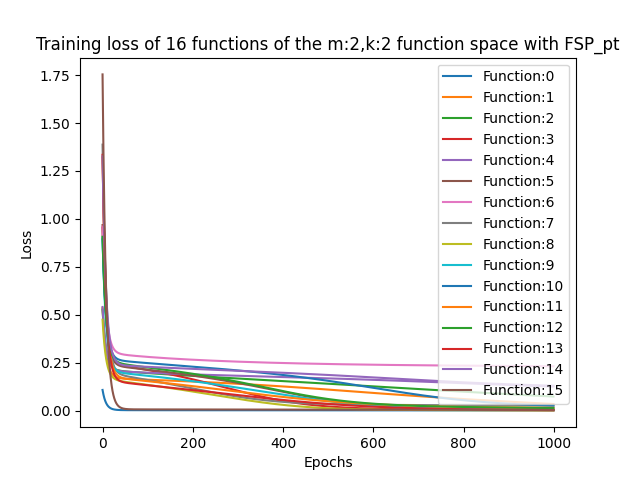 Training loss of 16 functions of the m:2,k:2 function space with FSP_pt
1.75
1.50
1.25
1.00
0.75
0.50
0.25
0.00
Loss
Function:0
Function:1
Function:2
Function:3
Function:4
Function:5
Function:6
Function:7
Function:8
Function:9
Function:10
Function:11
Function:12
Function:13
Function:14
Function:15
0 200 400 600 800 1000
Epochs